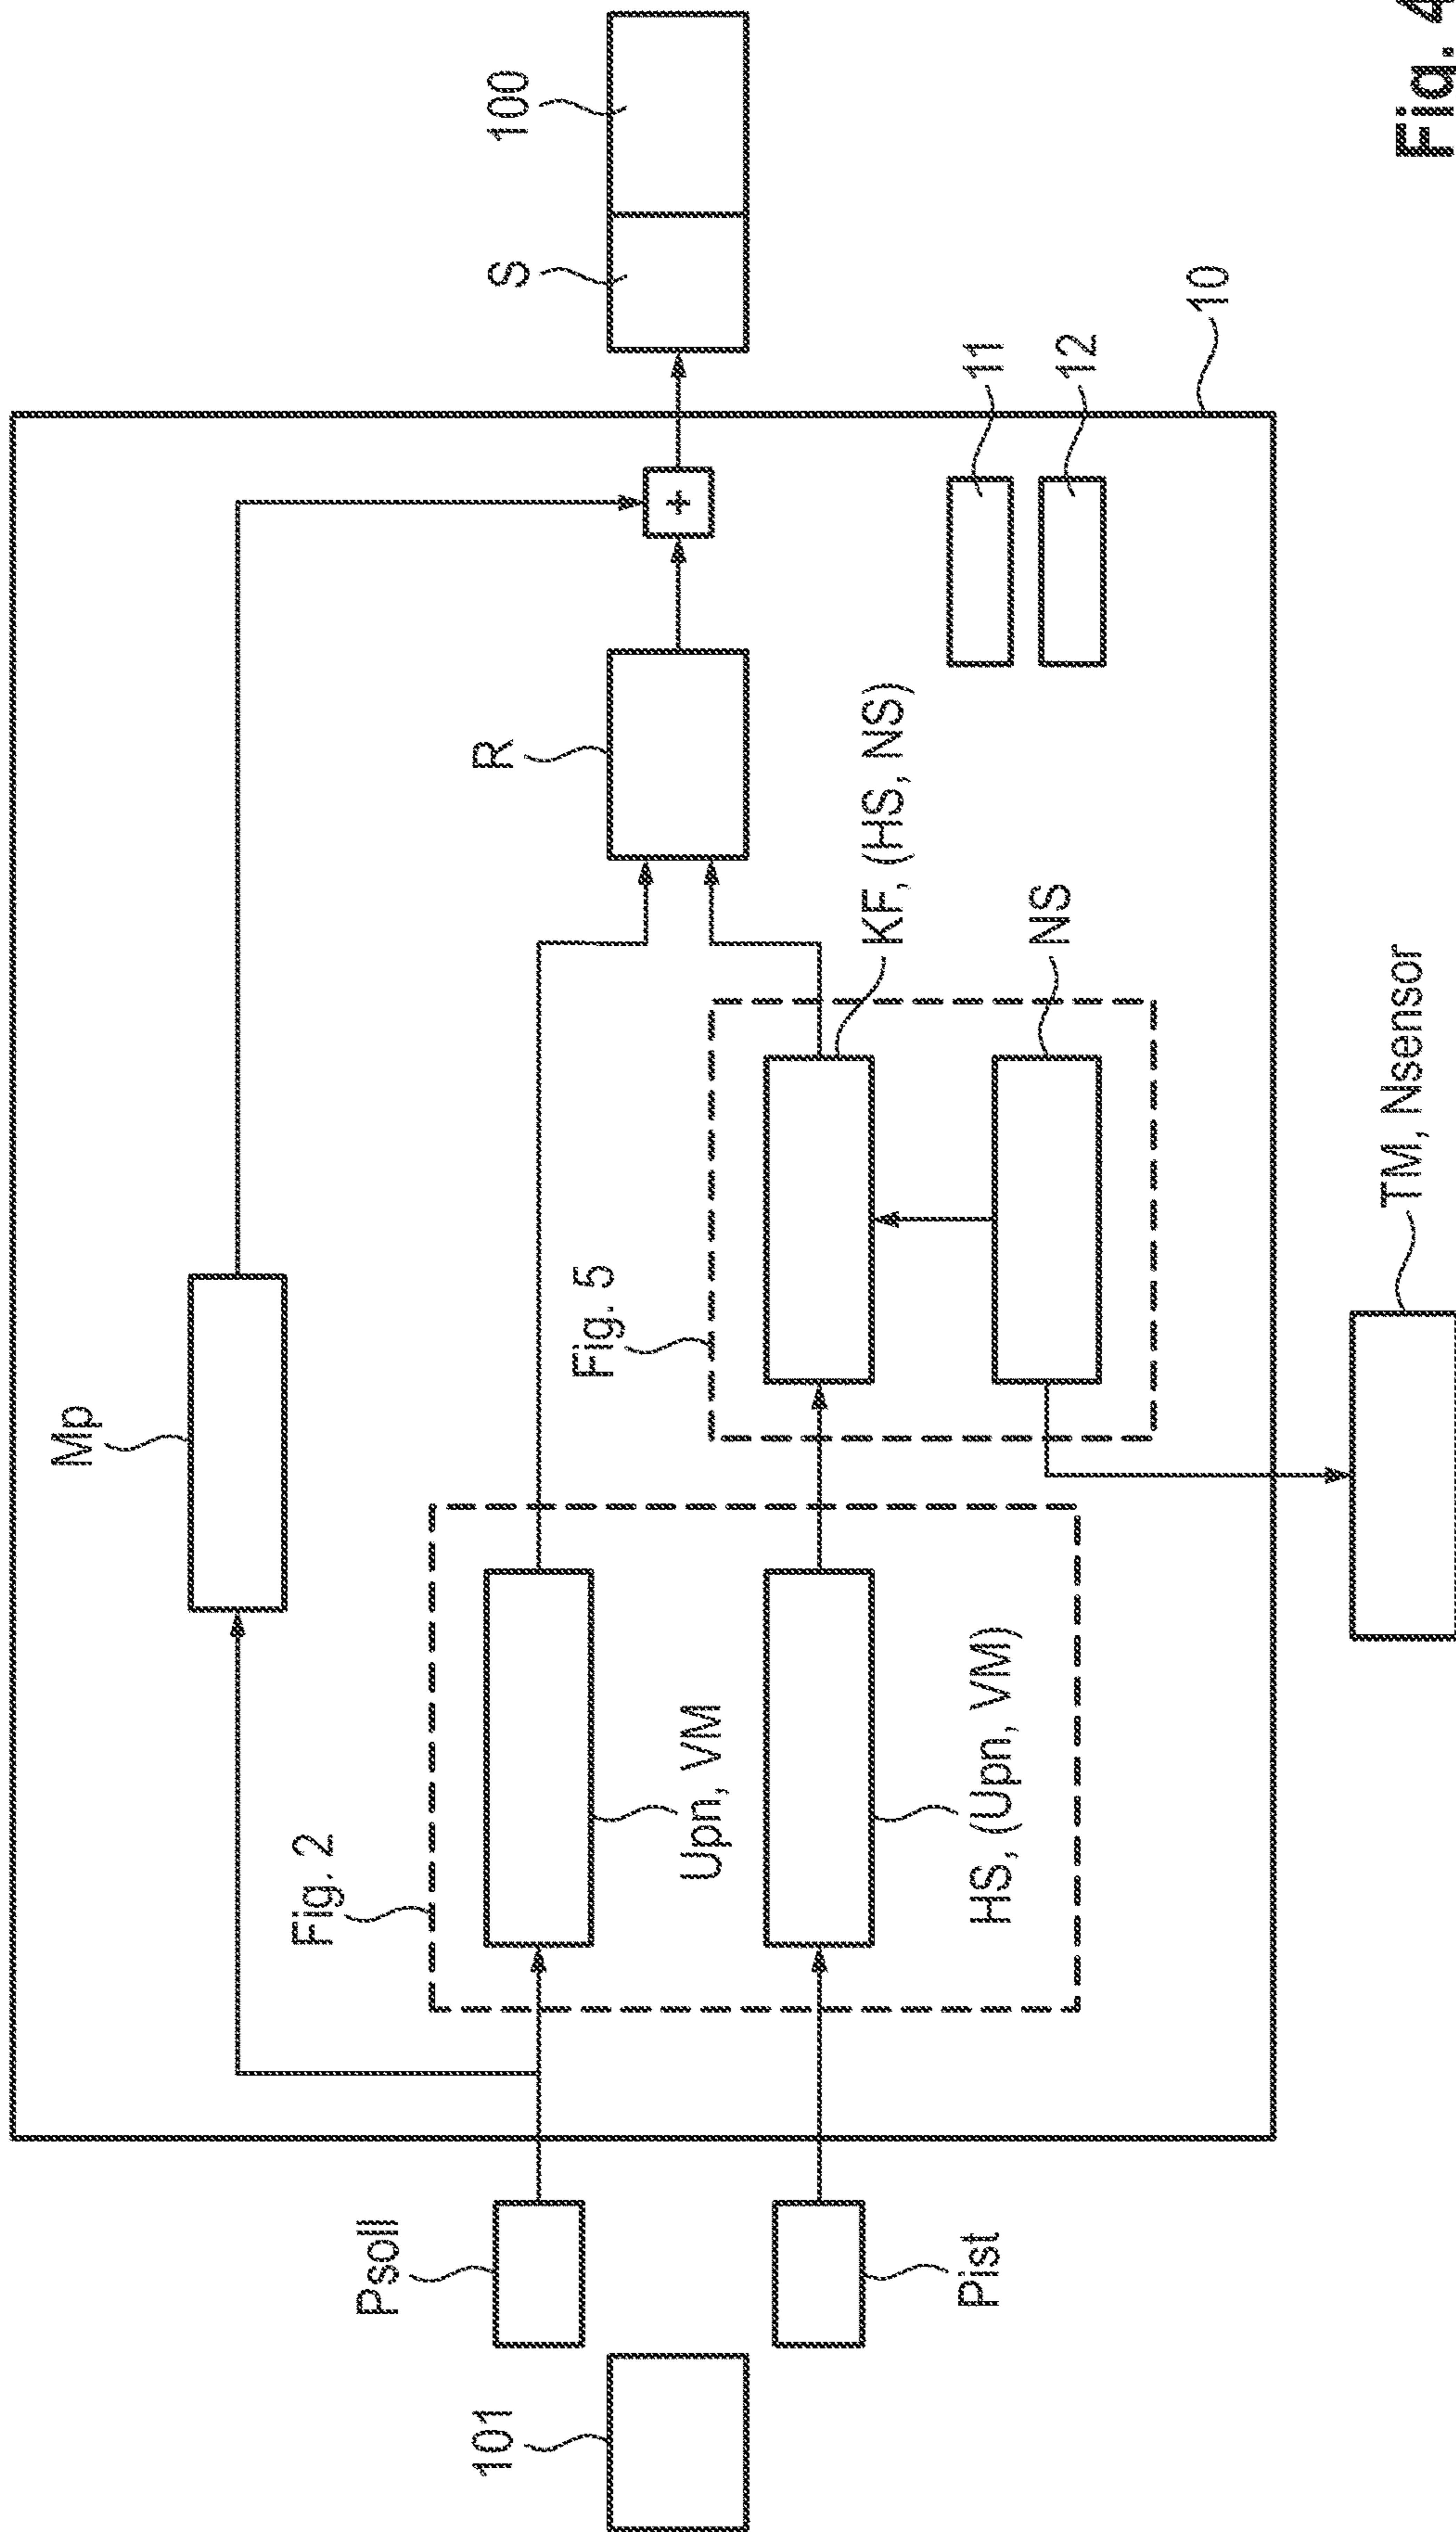 Mp
Fig. 2
Psoll
101
Upn, VM
Pist
HS, (Upn, VM)
Fig. 5
R
S
100
KF, (HS, NS)
NS
+
11
12
10
TM, Nsensor
Fig. 4